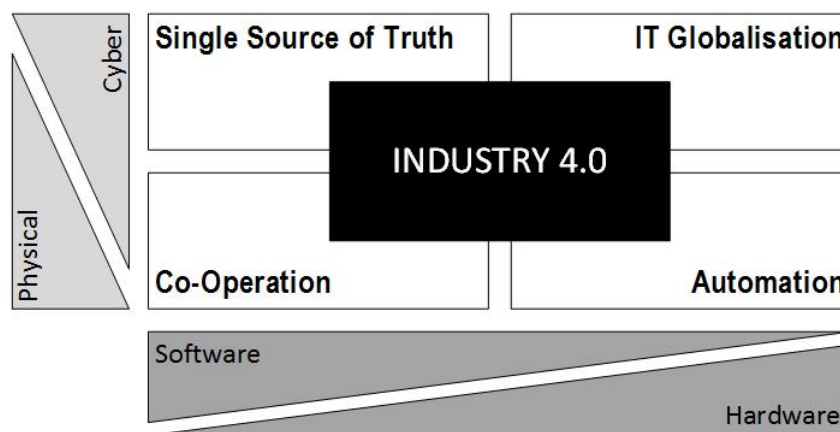 Cyber
Physical
Single Source of Truth
IT Globalisation
INDUSTRY 4.0
Co-Operation
Automation
Software
Hardware